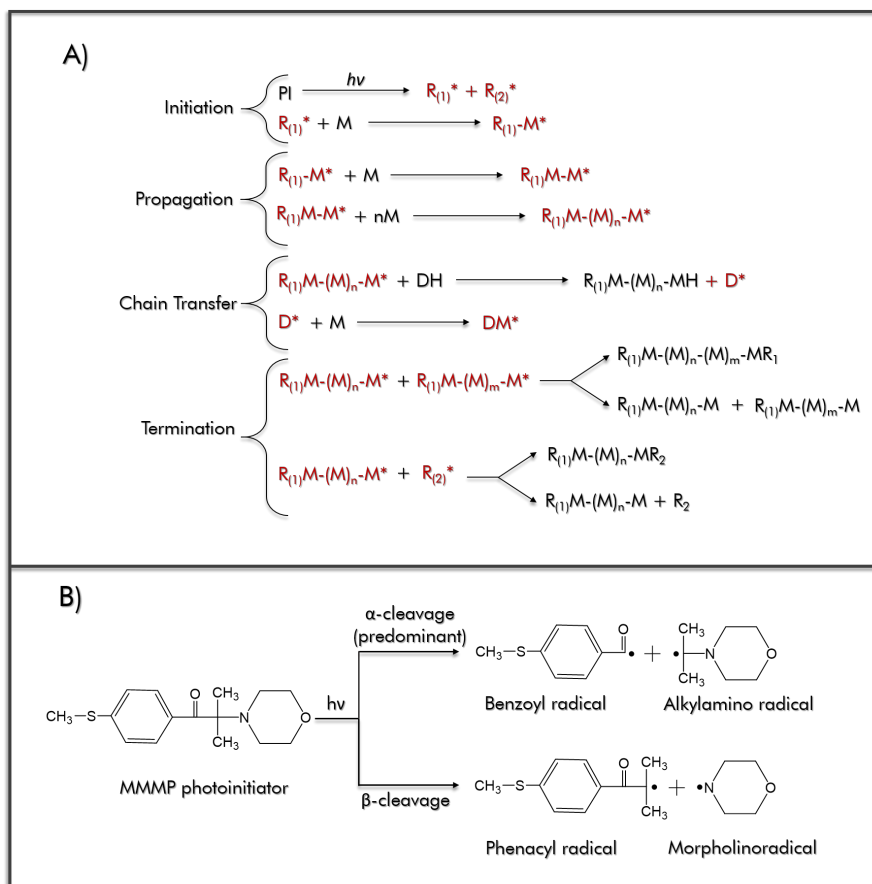 A)
Initiation
PI hν R(1)* + R(2)*
R(1)* + M R(1)-M*
Propagation
R(1)-M* + M R(1)M-M*
R(1)M-M* + nM R(1)M-(M)n-M*
Chain Transfer
R(1)M-(M)n-M* + DH R(1)M-(M)n-MH + D*
D* + M DM*
Termination
R(1)M-(M)n-M* + R(1)M-(M)m-M*
R(1)M-(M)n-(M)m-MR1
R(1)M-(M)n-M + R(1)M-(M)m-M
R(1)M-(M)n-M* + R(2)*
R(1)M-(M)n-MR2
R(1)M-(M)n-M + R2
B)
CH3 S O CH3 CH3 N O
MMMP photoinitiator
hν
α-cleavage
(predominant)
CH3 S O C• + • CH3 CH3 N O
Benzoyl radical Alkylamino radical
β-cleavage
CH3 S O CH3 C• CH3 + •N O
Phenacyl radical Morpholinoradical